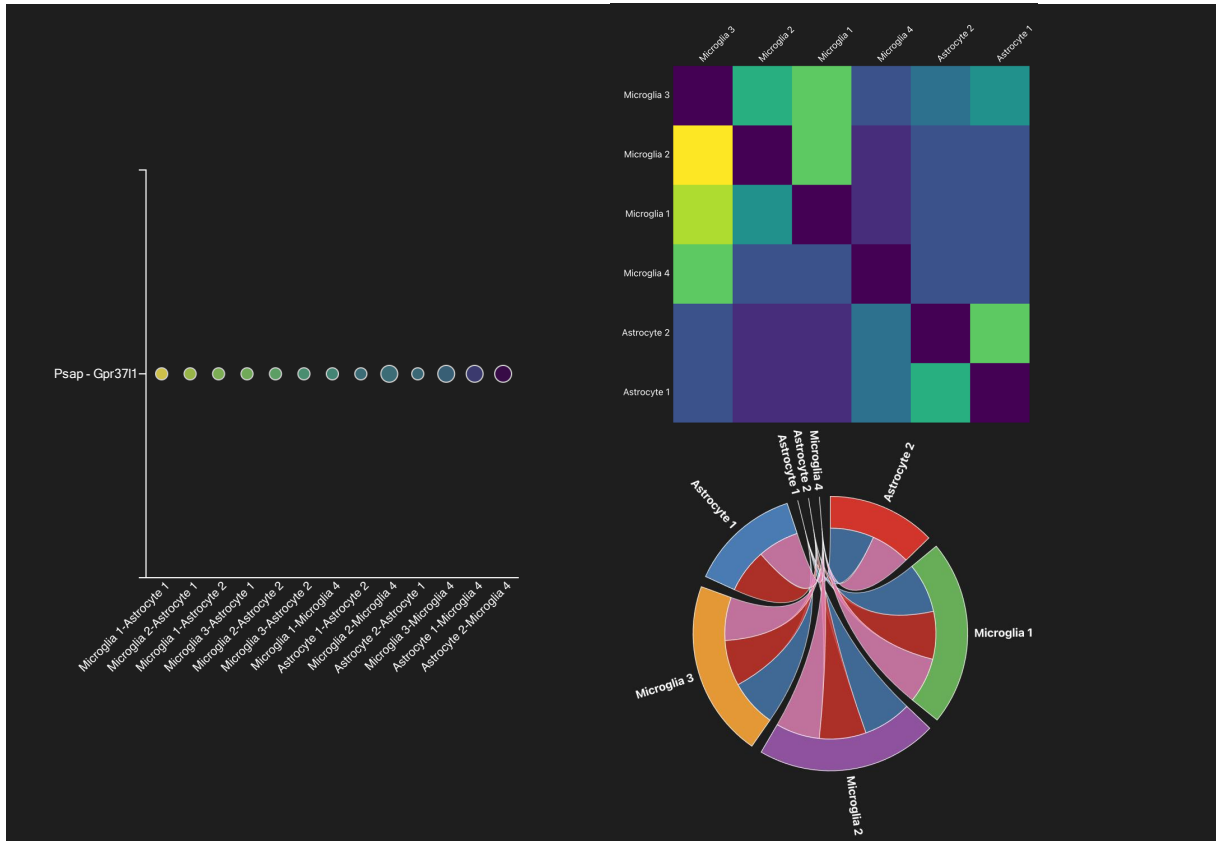 Psap - Gpr37l1
Microglia 1-Astrocyte 1
Microglia 2-Astrocyte 1
Microglia 1-Astrocyte 2
Microglia 3-Astrocyte 1
Microglia 2-Astrocyte 2
Microglia 3-Astrocyte 2
Microglia 1-Microglia 4
Astrocyte 1-Astrocyte 2
Microglia 2-Microglia 4
Astrocyte 2-Astrocyte 1
Microglia 3-Microglia 4
Astrocyte 1-Microglia 4
Astrocyte 2-Microglia 4
Microglia 3
Microglia 2
Microglia 1
Microglia 4
Astrocyte 2
Astrocyte 1
Microglia 3
Microglia 2
Microglia 1
Microglia 4
Astrocyte 2
Astrocyte 1
Astrocyte 1
Astrocyte 1
Astrocyte 2
Microglia 4
Astrocyte 2
Microglia 1
Microglia 3
Microglia 2